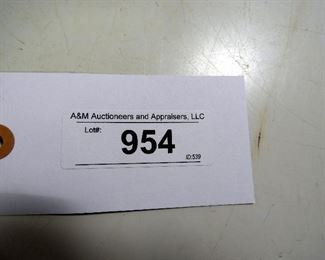 A&M Auctioneers and Appraisers, LLC
Lot#:
954
ID:539